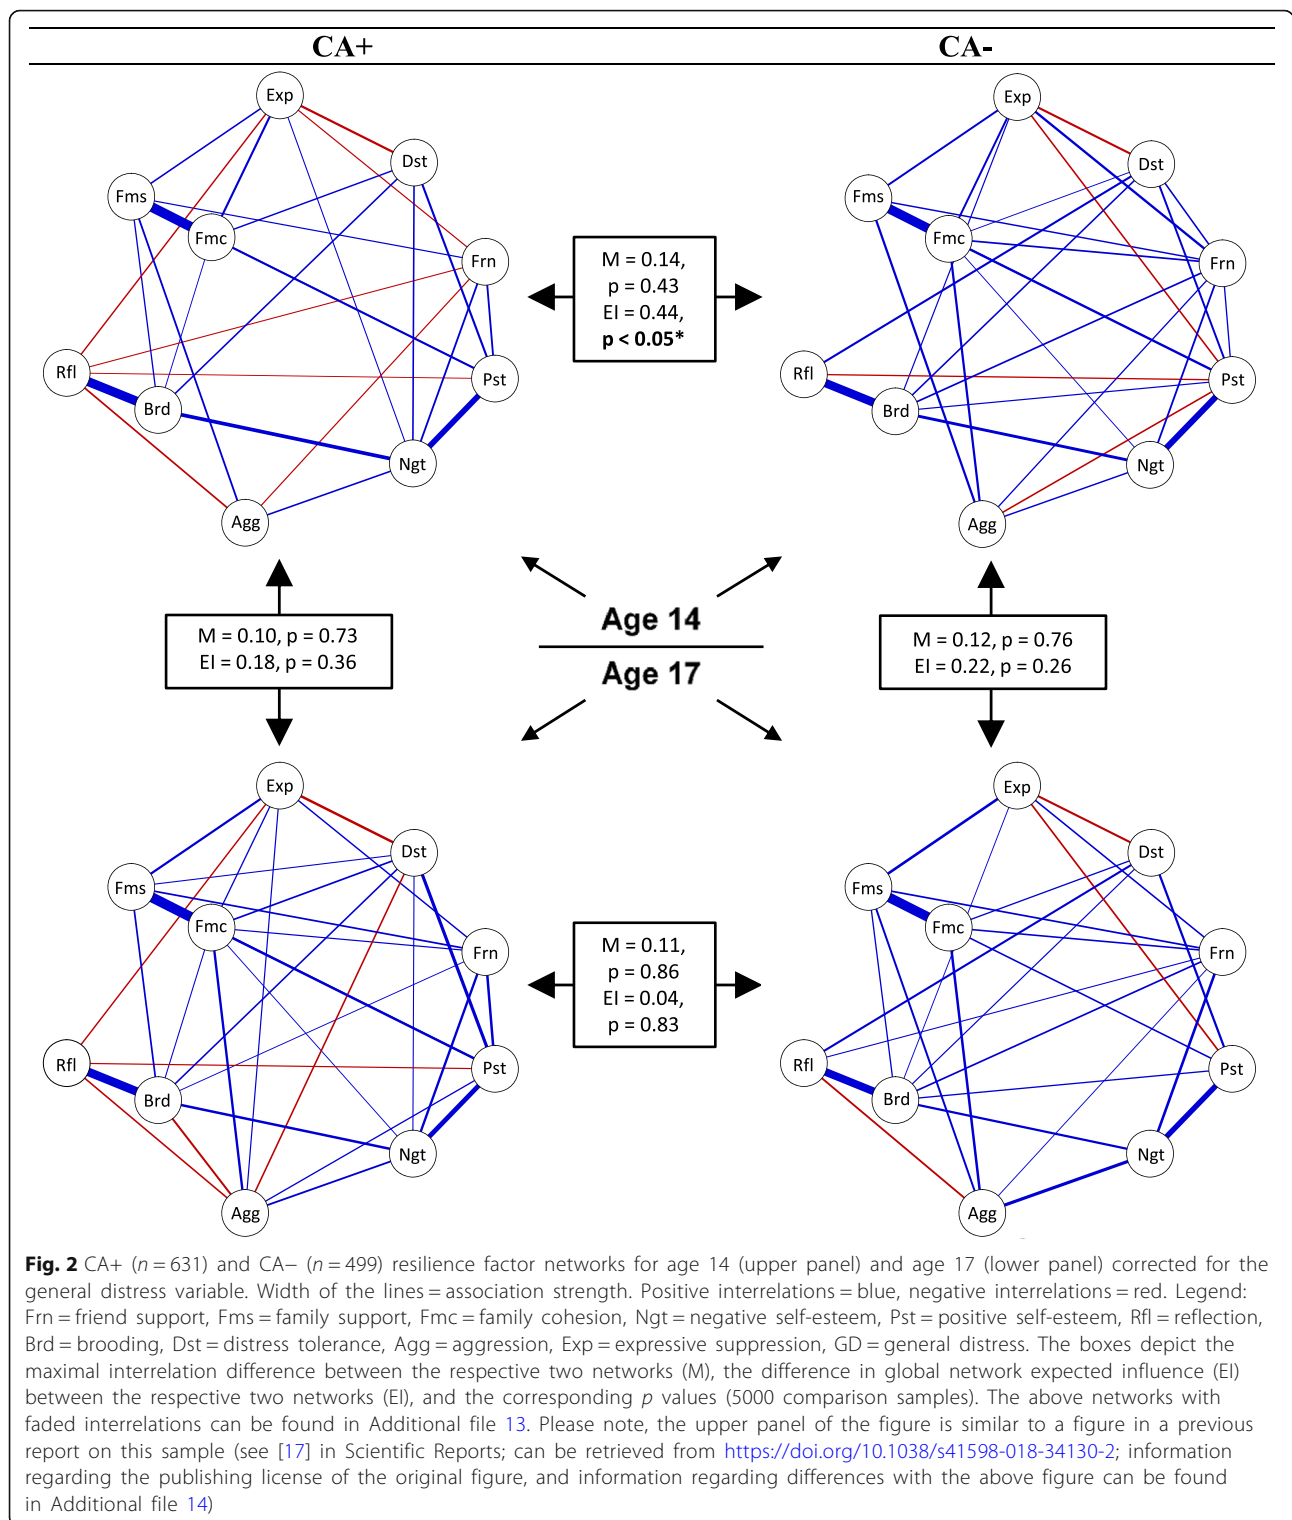 CA+ CA-
Exp
Dst
Fms
Fmc
Frn
Rfl
Pst
Brd
Ngt
Agg
M = 0.14,
p = 0.43
EI = 0.44,
p < 0.05*
Exp
Dst
Fms
Fmc
Frn
Rfl
Pst
Brd
Ngt
Agg
M = 0.10, p = 0.73
EI = 0.18, p = 0.36
Age 14
Age 17
M = 0.12, p = 0.76
EI = 0.22, p = 0.26
Exp
Dst
Fms
Fmc
Frn
Rfl
Pst
Brd
Ngt
Agg
M = 0.11,
p = 0.86
EI = 0.04,
p = 0.83
Exp
Dst
Fms
Fmc
Frn
Rfl
Pst
Brd
Ngt
Agg
Fig. 2 CA+ (n = 631) and CA− (n = 499) resilience factor networks for age 14 (upper panel) and age 17 (lower panel) corrected for the
general distress variable. Width of the lines = association strength. Positive interrelations = blue, negative interrelations = red. Legend:
Frn = friend support, Fms = family support, Fmc = family cohesion, Ngt = negative self-esteem, Pst = positive self-esteem, Rfl = reflection,
Brd = brooding, Dst = distress tolerance, Agg = aggression, Exp = expressive suppression, GD = general distress. The boxes depict the
maximal interrelation difference between the respective two networks (M), the difference in global network expected influence (EI)
between the respective two networks (EI), and the corresponding p values (5000 comparison samples). The above networks with
faded interrelations can be found in Additional file 13. Please note, the upper panel of the figure is similar to a figure in a previous
report on this sample (see [17] in Scientific Reports; can be retrieved from https://doi.org/10.1038/s41598-018-34130-2; information
regarding the publishing license of the original figure, and information regarding differences with the above figure can be found
in Additional file 14)